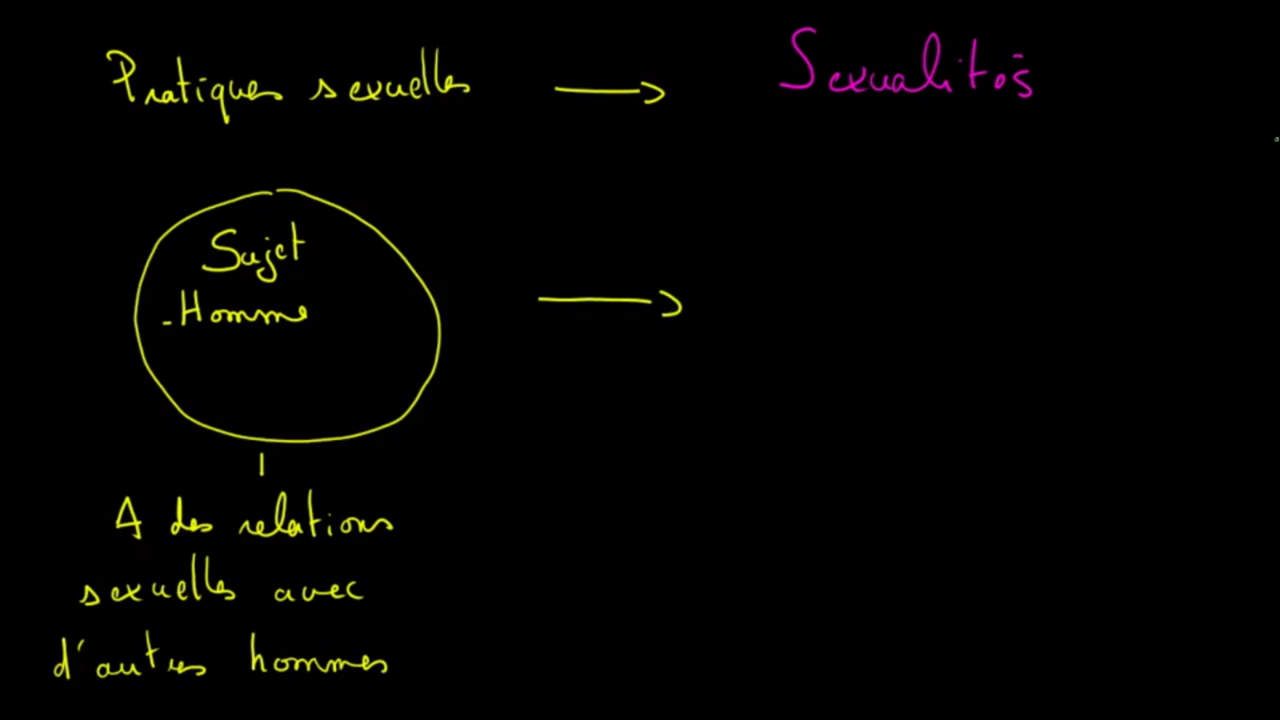 Pratiques sexuelles → Sexualités
Sujet
- Homme →
A des relations
sexuelles avec
d'autres hommes